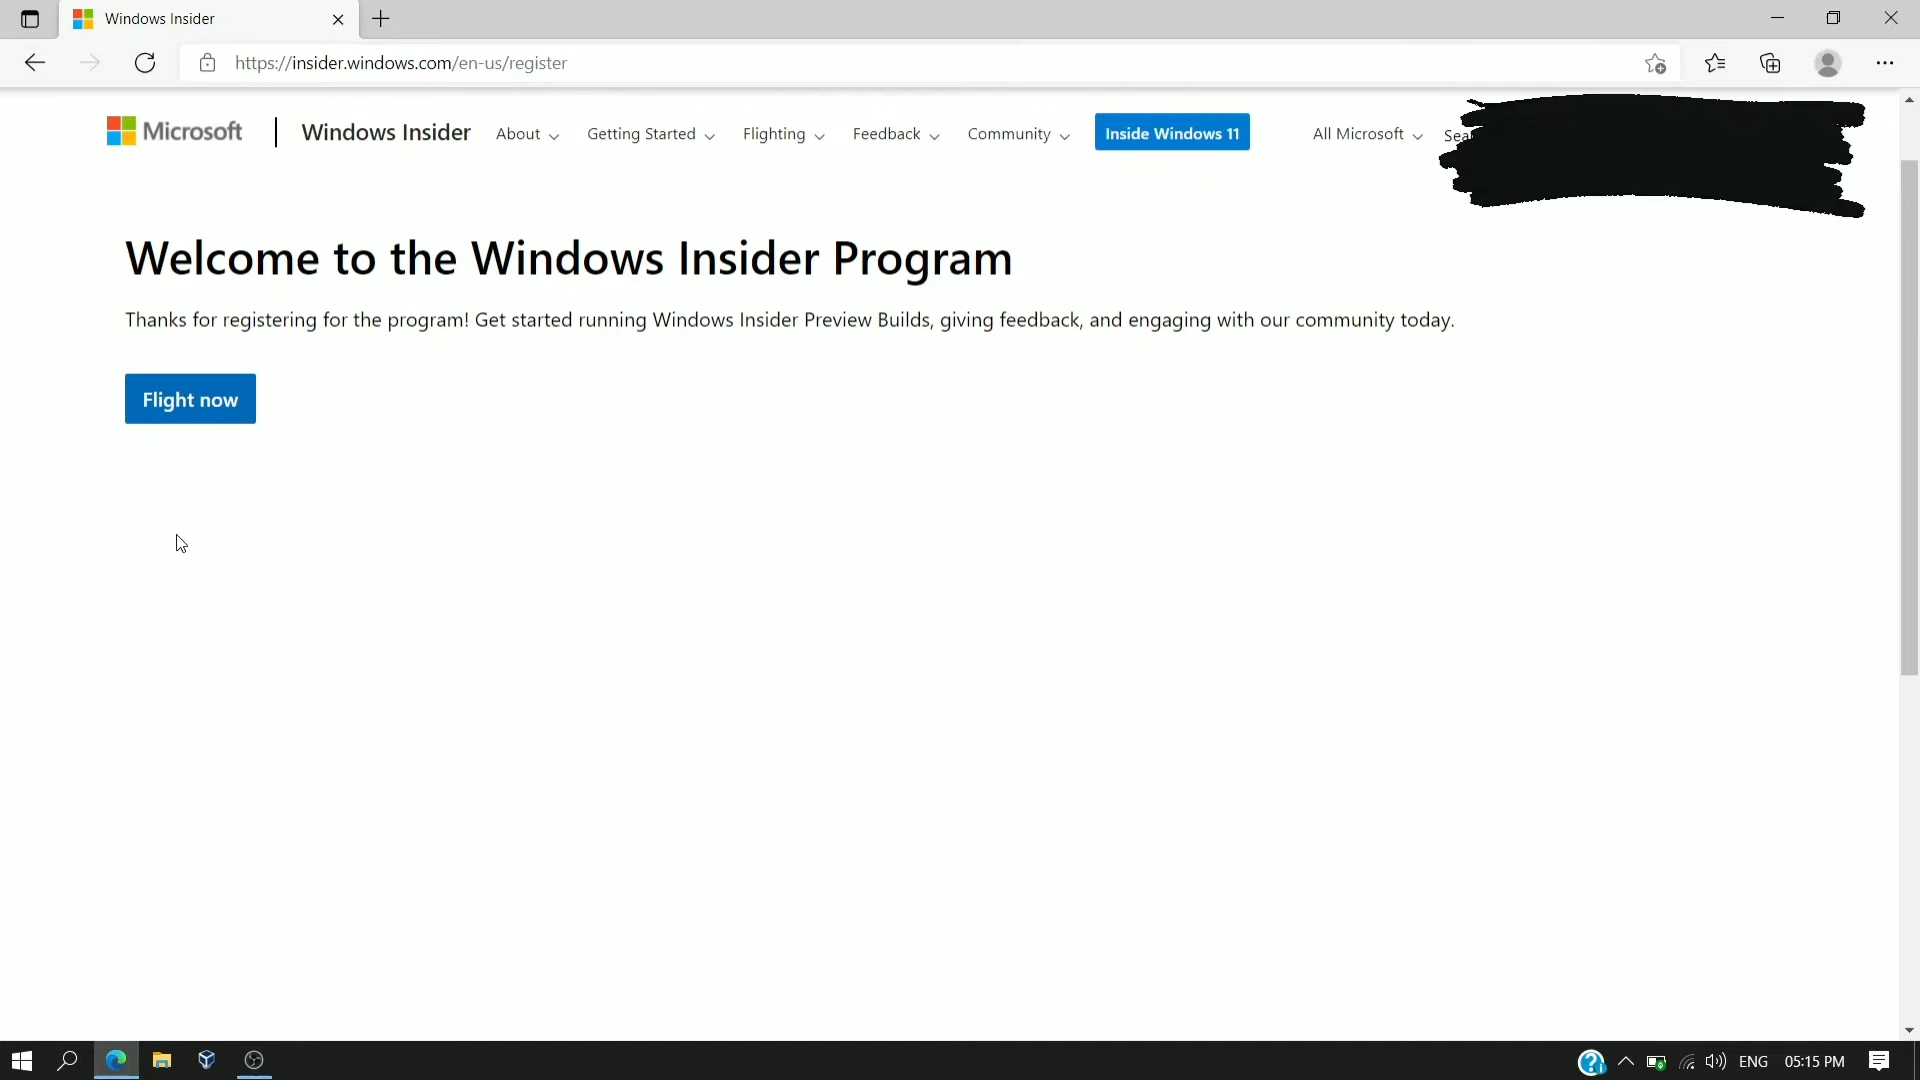 Windows Insider
https://insider.windows.com/en-us/register
Microsoft
Windows Insider
About
Getting Started
Flighting
Feedback
Community
Inside Windows 11
All Microsoft
Welcome to the Windows Insider Program
Thanks for registering for the program! Get started running Windows Insider Preview Builds, giving feedback, and engaging with our community today.
Flight now
ENG
05:15 PM